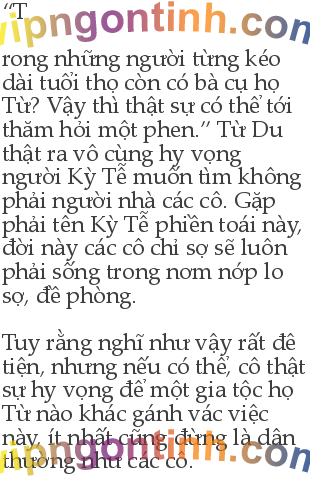 “T
vipngontinh.com
rong những người từng kéo
dài tuổi thọ còn có bà cụ họ
Từ? Vậy thì thật sự có thể tới
thăm hỏi một phen.” Từ Du
thật ra vô cùng hy vọng
người Kỳ Tễ muốn tìm không
phải người nhà các cô. Gặp
phải tên Kỳ Tễ phiền toái này,
đời này các cô chỉ sợ sẽ luôn
phải sống trong nơm nớp lo
sợ, đề phòng.
Tuy rằng nghĩ như vậy rất đê
tiện, nhưng nếu có thể, cô thật
sự hy vọng để một gia tộc họ
Từ nào khác gánh vác việc
này, ít nhất cũng đừng là dân
vipngontinh.com
thường như các cô.